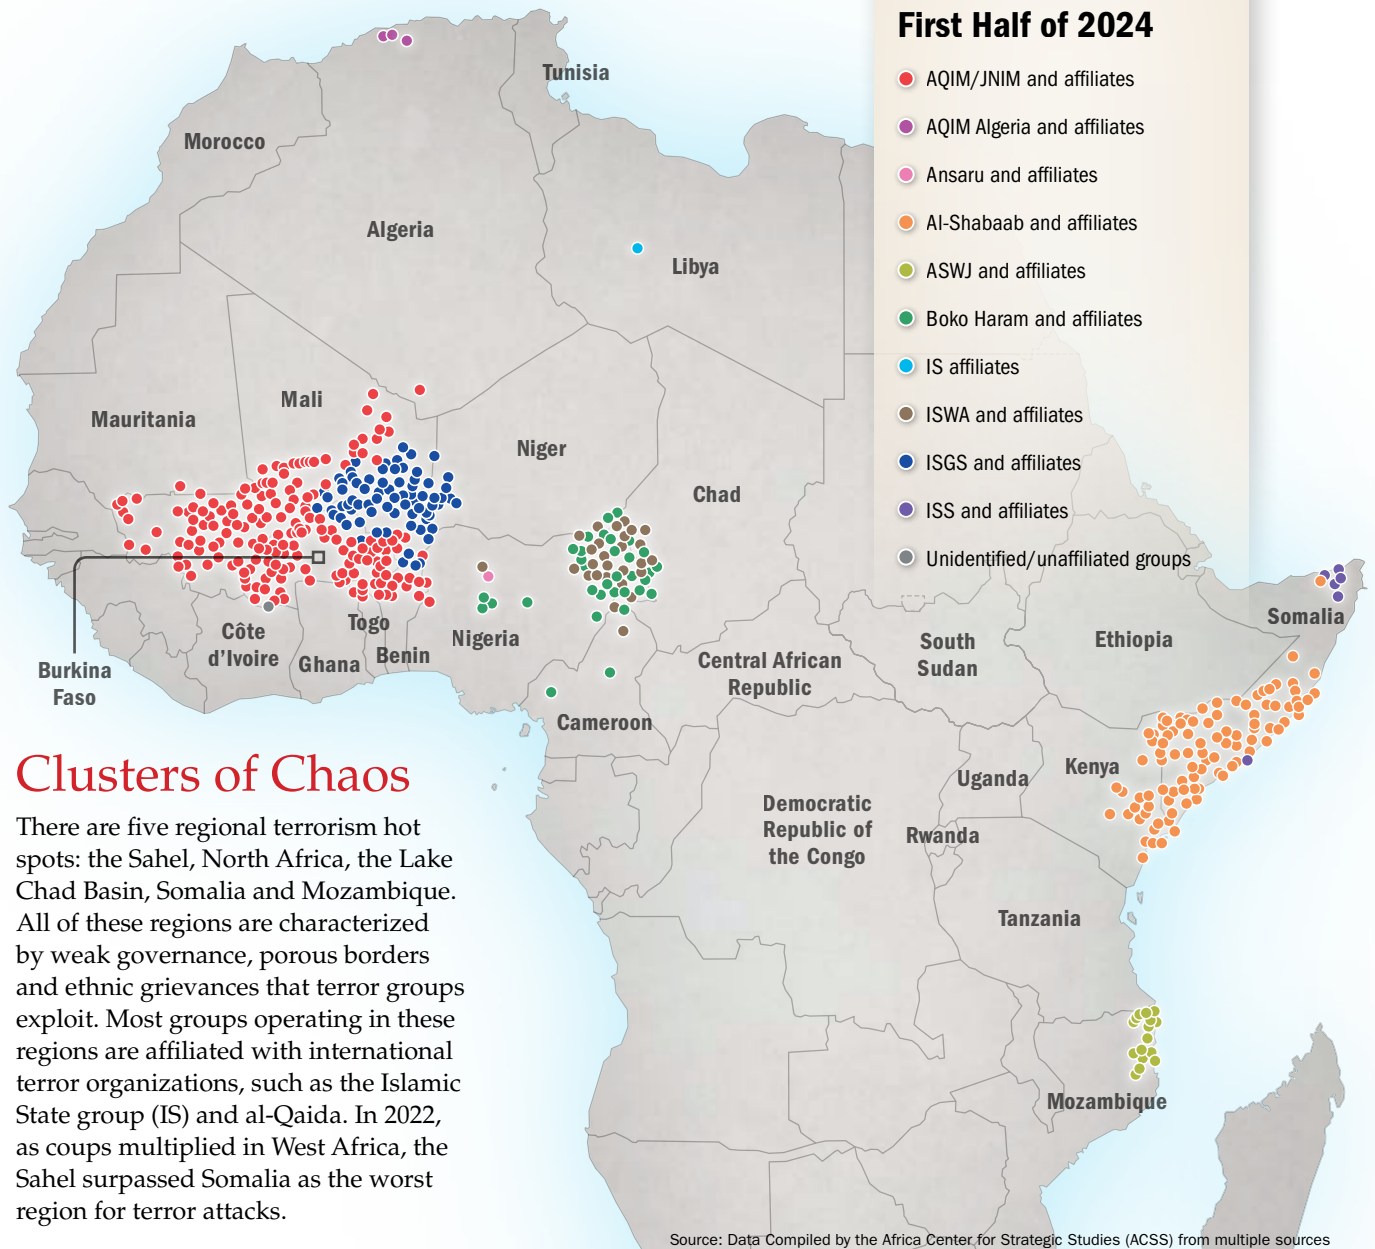 First Half of 2024
AQIM/JNIM and affiliates
AQIM Algeria and affiliates
Ansaru and affiliates
Al-Shabaab and affiliates
ASWJ and affiliates
Boko Haram and affiliates
IS affiliates
ISWA and affiliates
ISGS and affiliates
ISS and affiliates
Unidentified/unaffiliated groups
Tunisia
Morocco
Algeria
Libya
Mali
Mauritania
Niger
Chad
Burkina
Faso
Côte
d'Ivoire
Ghana
Togo
Benin
Nigeria
Cameroon
Central African
Republic
South
Sudan
Ethiopia
Somalia
Kenya
Uganda
Rwanda
Democratic
Republic of
the Congo
Tanzania
Mozambique
Clusters of Chaos
There are five regional terrorism hot
spots: the Sahel, North Africa, the Lake
Chad Basin, Somalia and Mozambique.
All of these regions are characterized
by weak governance, porous borders
and ethnic grievances that terror groups
exploit. Most groups operating in these
regions are affiliated with international
terror organizations, such as the Islamic
State group (IS) and al-Qaida. In 2022,
as coups multiplied in West Africa, the
Sahel surpassed Somalia as the worst
region for terror attacks.
Source: Data Compiled by the Africa Center for Strategic Studies (ACSS) from multiple sources